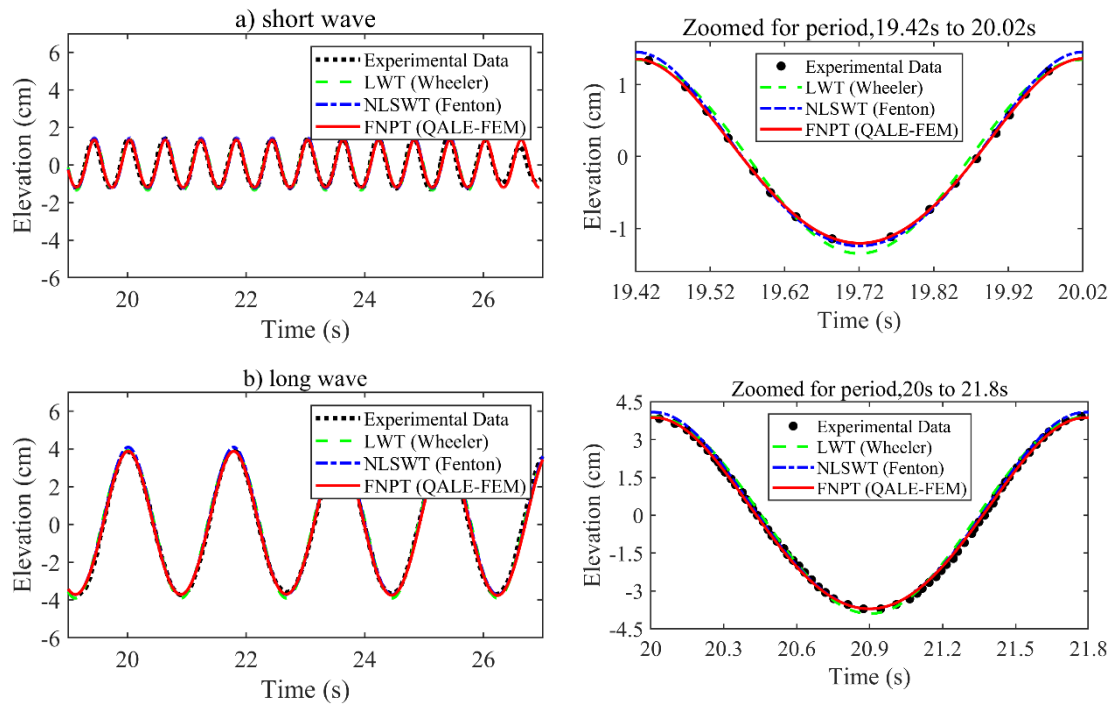 a) short wave
Elevation (cm)
6
4
2
0
-2
-4
-6
Experimental Data
LWT (Wheeler)
NLSWT (Fenton)
FNPT (QALE-FEM)
20 22 24 26
Time (s)
Zoomed for period,19.42s to 20.02s
Elevation (cm)
1
0
-1
Experimental Data
LWT (Wheeler)
NLSWT (Fenton)
FNPT (QALE-FEM)
19.42 19.52 19.62 19.72 19.82 19.92 20.02
Time (s)
b) long wave
Elevation (cm)
6
4
2
0
-2
-4
-6
Experimental Data
LWT (Wheeler)
NLSWT (Fenton)
FNPT (QALE-FEM)
20 22 24 26
Time (s)
Zoomed for period,20s to 21.8s
Elevation (cm)
4.5
3
1.5
0
-1.5
-3
-4.5
Experimental Data
LWT (Wheeler)
NLSWT (Fenton)
FNPT (QALE-FEM)
20 20.3 20.6 20.9 21.2 21.5 21.8
Time (s)